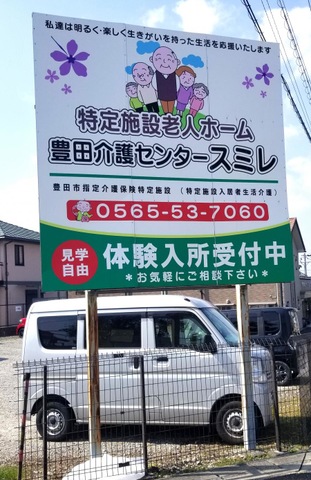 私達は明るく・楽しく生きがいを持った生活を応援いたします
特定施設老人ホーム
豊田介護センタースミレ
豊田市指定介護保険特定施設 (特定施設入居者生活介護)
0565-53-7060
見学自由
体験入所受付中
*お気軽にご相談下さい*